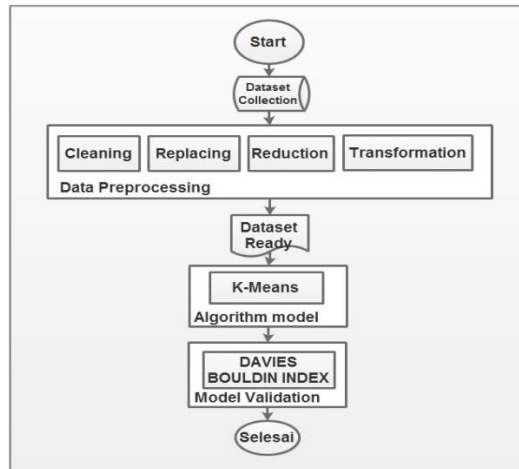 Start
Dataset
Collection
Cleaning
Replacing
Reduction
Transformation
Data Preprocessing
Dataset
Ready
K-Means
Algorithm model
DAVIES
BOULDIN INDEX
Model Validation
Selesai